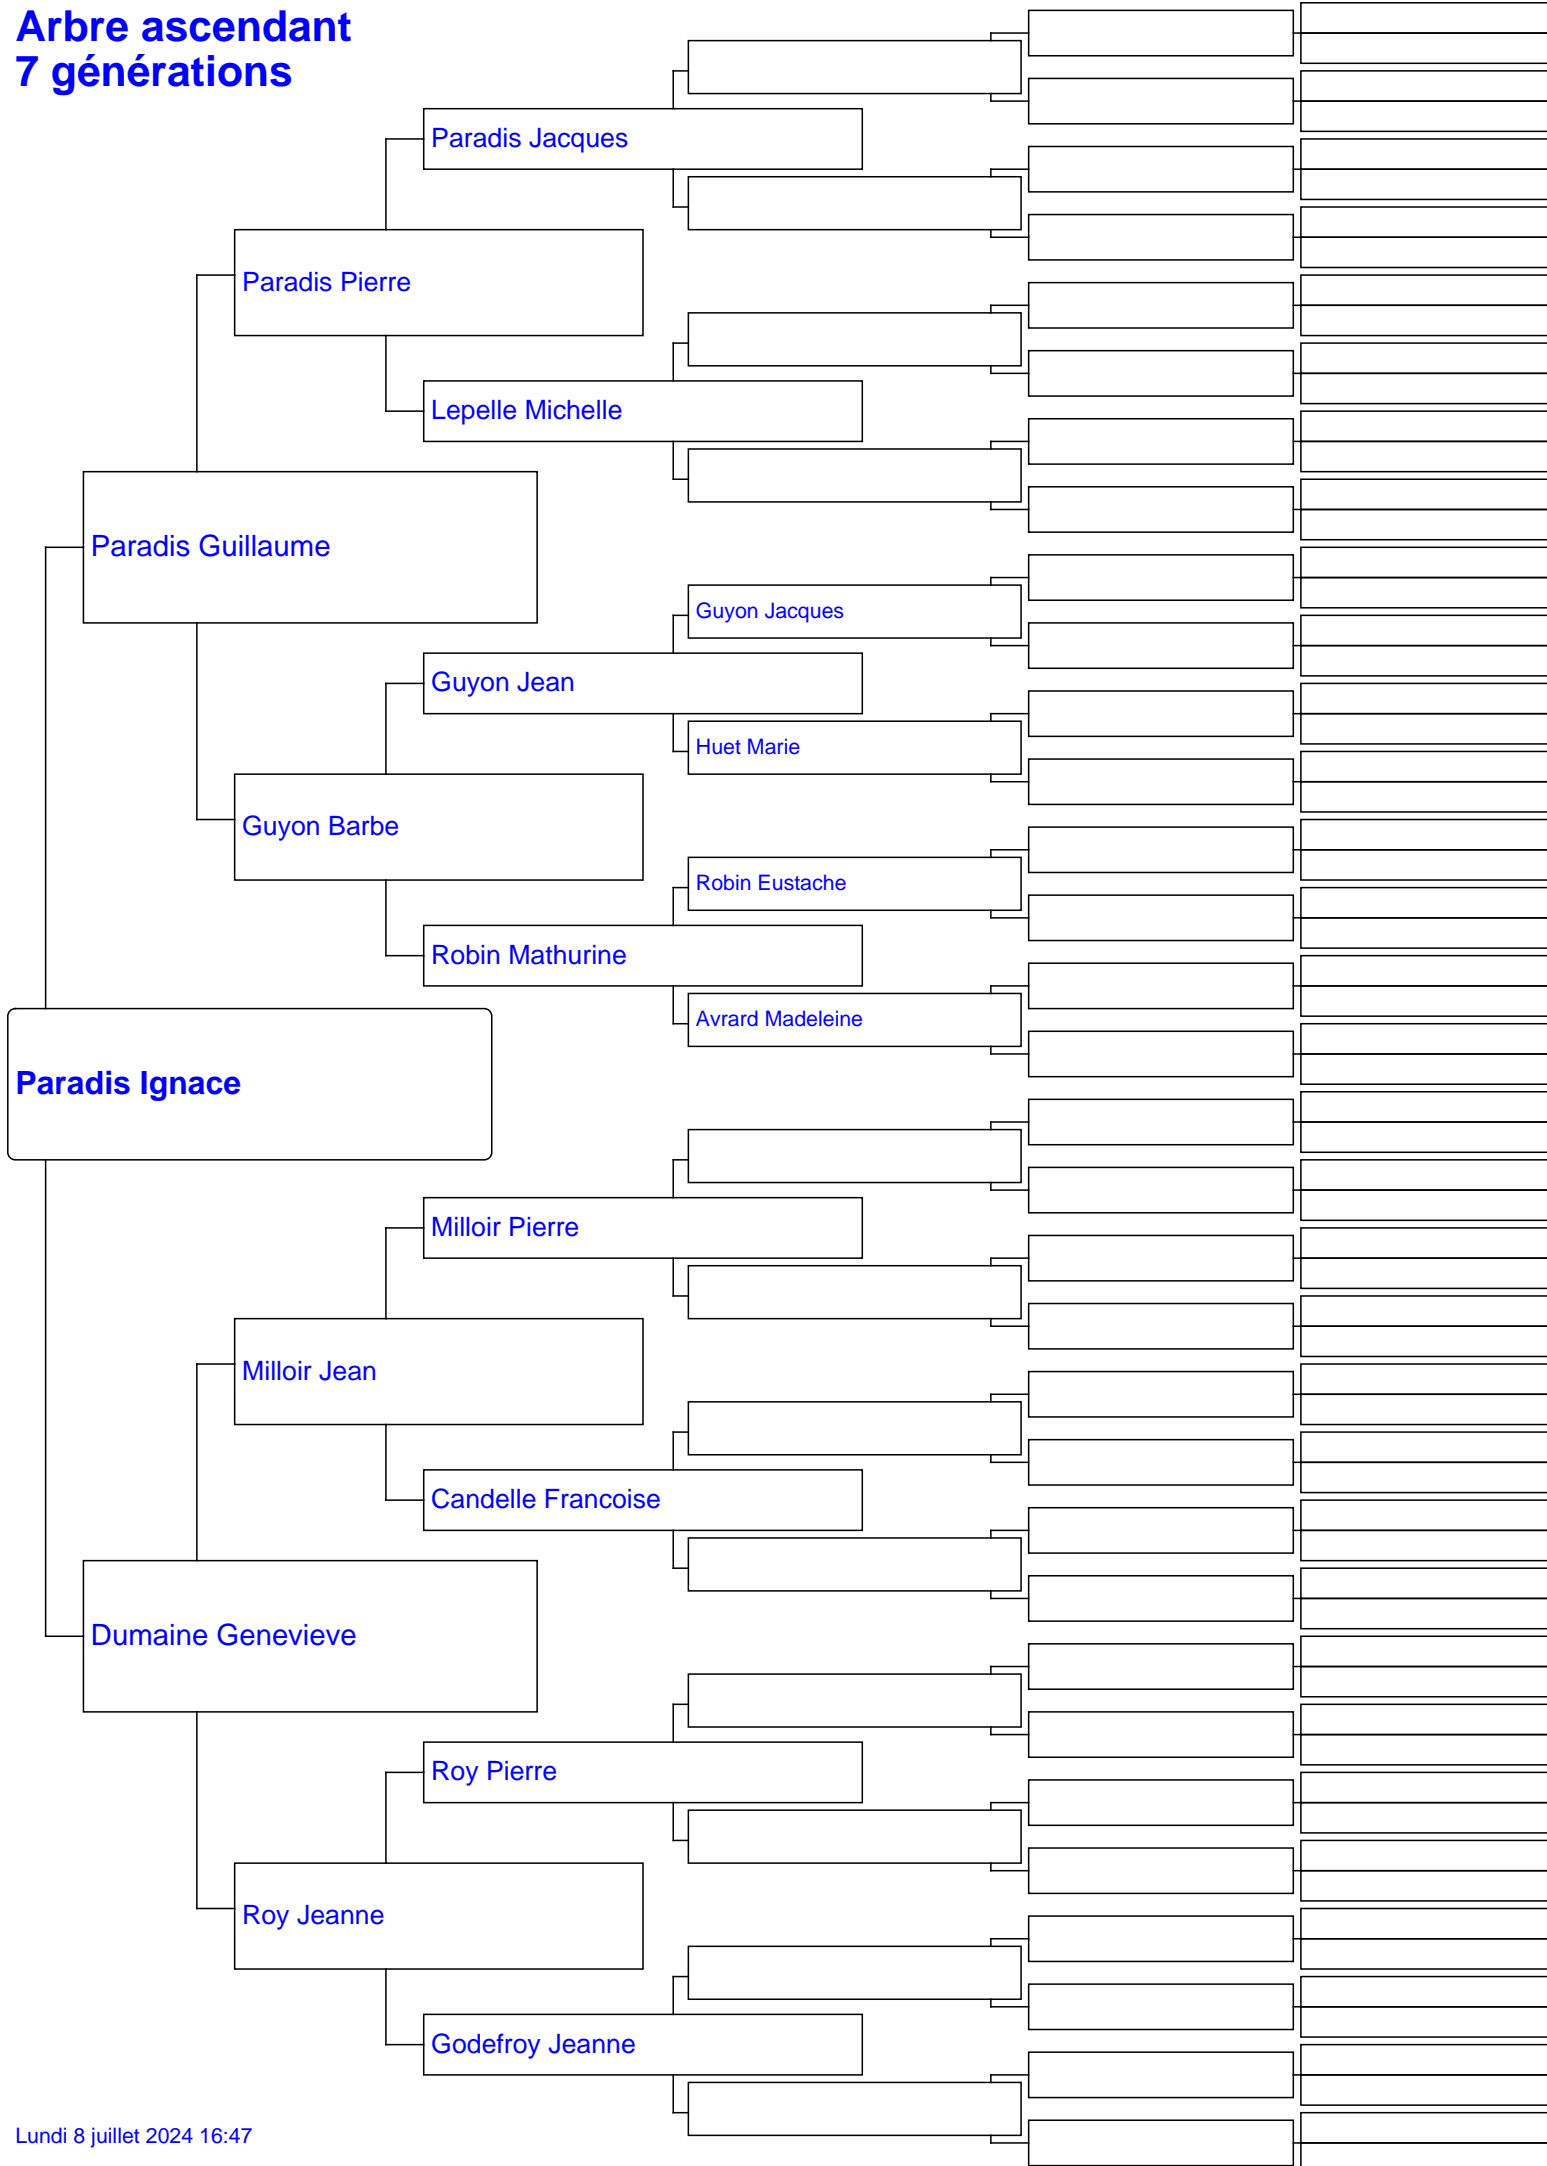 Arbre ascendant
7 générations
Paradis Jacques
Paradis Pierre
Lepelle Michelle
Paradis Guillaume
Guyon Jacques
Guyon Jean
Huet Marie
Guyon Barbe
Robin Eustache
Robin Mathurine
Avrard Madeleine
Paradis Ignace
Milloir Pierre
Milloir Jean
Candelle Francoise
Dumaine Genevieve
Roy Pierre
Roy Jeanne
Godefroy Jeanne
Lundi 8 juillet 2024 16:47